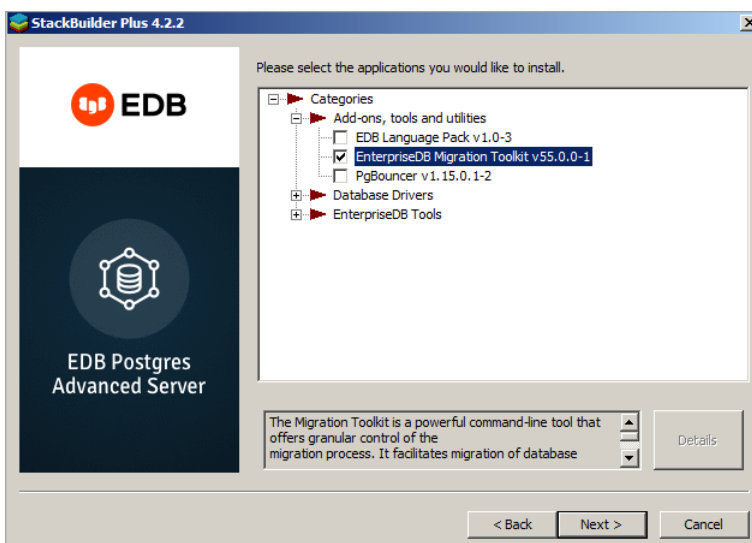 StackBuilder Plus 4.2.2
EDB
EDB Postgres
Advanced Server
Please select the applications you would like to install.
Categories
Add-ons, tools and utilities
EDB Language Pack v1.0-3
EnterpriseDB Migration Toolkit v55.0.0-1
PgBouncer v1.15.0.1-2
Database Drivers
EnterpriseDB Tools
The Migration Toolkit is a powerful command-line tool that
offers granular control of the
migration process. It facilitates migration of database
Details
< Back
Next >
Cancel